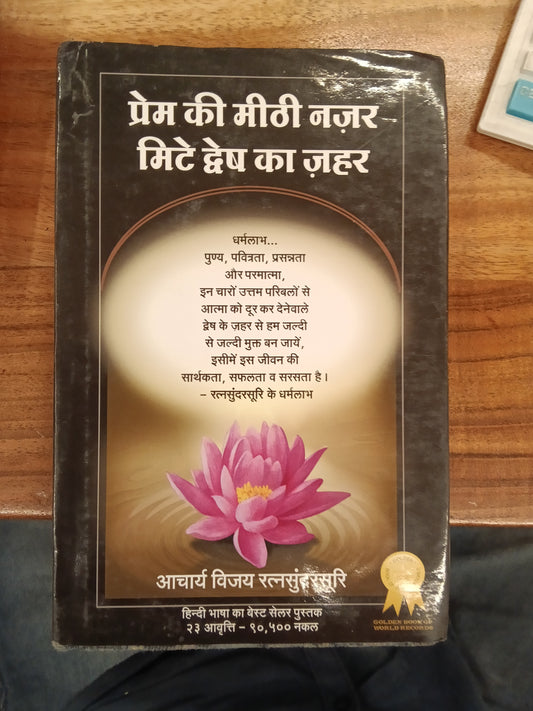 प्रेम की मीठी नज़र
मिटे द्वेष का ज़हर
धर्मलाभ...
पुण्य, पवित्रता, प्रसन्नता
और परमात्मा,
इन चारों उत्तम परिबलों से
आत्मा को दूर कर देनेवाले
द्वेष के ज़हर से हम जल्दी
से जल्दी मुक्त बन जायें,
इसीमें इस जीवन की
सार्थकता, सफलता व सरसता है।
– रत्नसुंदरसूरि के धर्मलाभ
आचार्य विजय रत्नसुंदरसूरि
हिन्दी भाषा का बेस्ट सेलर पुस्तक
२३ आवृत्ति – ९०,५०० नकल
GOLDEN BOOK OF
WORLD RECORDS